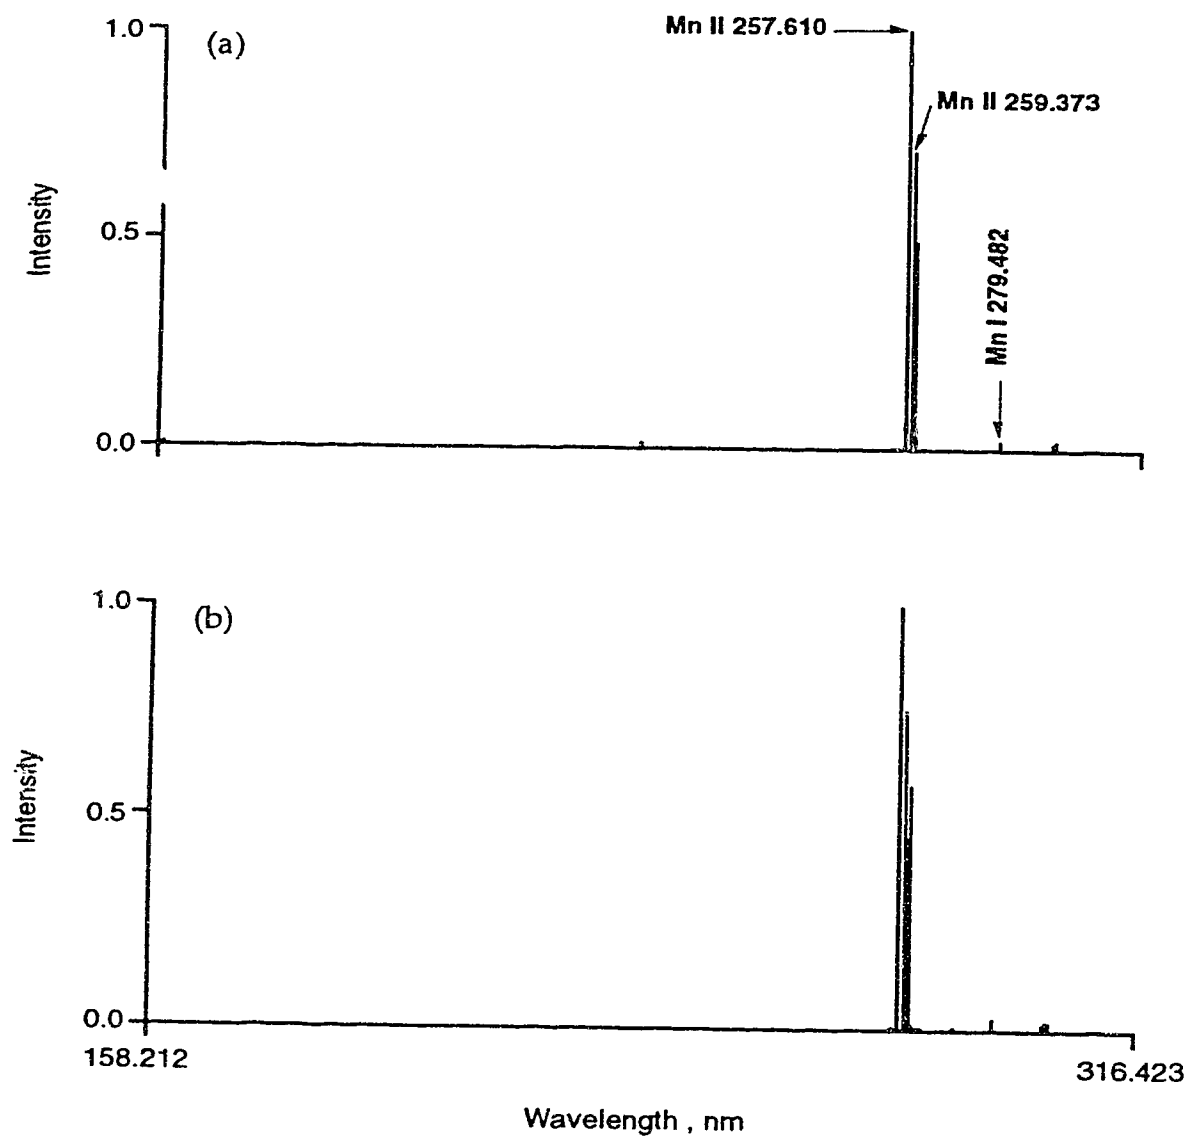 1.0
(a)
Mn II 257.610
Mn II 259.373
Intensity
0.5
Mn I 279.482
0.0
1.0
(b)
Intensity
0.5
0.0
158.212
316.423
Wavelength , nm